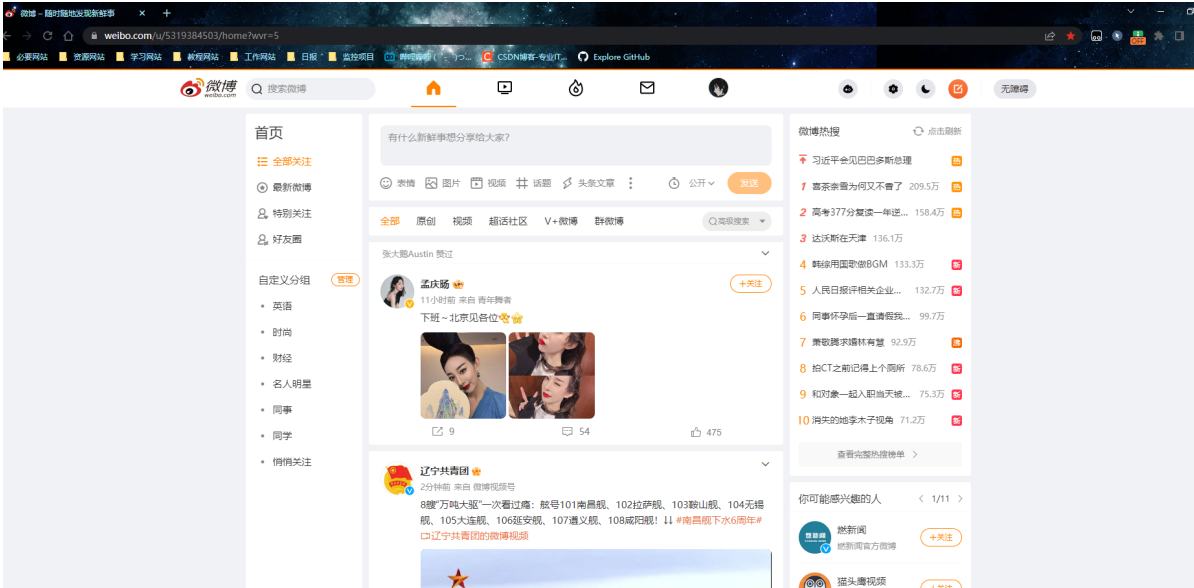 微博 – 随时随地发现新鲜事
weibo.com/u/5319384503/home?wvr=5
OFF
必要网站 资源网站 学习网站 教程网站 工作网站 日报 监控项目 CSDN博客-专业IT... Explore GitHub
微博
weibo.com
搜索微博
无障碍
首页
全部关注
最新微博
特别关注
好友圈
自定义分组 管理
英语
时尚
财经
名人明星
同事
同学
悄悄关注
有什么新鲜事想分享给大家?
表情 图片 视频 话题 头条文章 公开 发送
全部 原创 视频 超话社区 V+微博 群微博 高级搜索
张大鹅Austin 赞过
+关注
11小时前 来自 青年舞者
下班～北京见各位
9 54 475
辽宁共青团
2分钟前 来自 微博视频号
8艘"万吨大驱"一次看过瘾：舷号101南昌舰、102拉萨舰、103鞍山舰、104无锡
舰、105大连舰、106延安舰、107遵义舰、108咸阳舰！↓↓ #南昌舰下水6周年#
辽宁共青团的微博视频
微博热搜 点击刷新
习近平会见巴巴多斯总理 热
1 喜茶奈雪为何又不香了 209.5万 热
2 高考377分复读一年逆... 158.4万 热
3 达沃斯在天津 136.1万
4 韩综用国歌做BGM 133.3万 新
5 人民日报评相关企业... 132.7万 新
6 同事怀孕后一直请假我... 99.7万
7 萧敬腾求婚林有慧 92.9万 沸
8 拍CT之前记得上个厕所 78.6万 新
9 和对象一起入职当天被... 75.3万 新
10 消失的她李木子视角 71.2万 新
查看完整热搜榜单
你可能感兴趣的人 1/11
燃新闻
燃新闻官方微博
+关注
猫头鹰视频
+关注